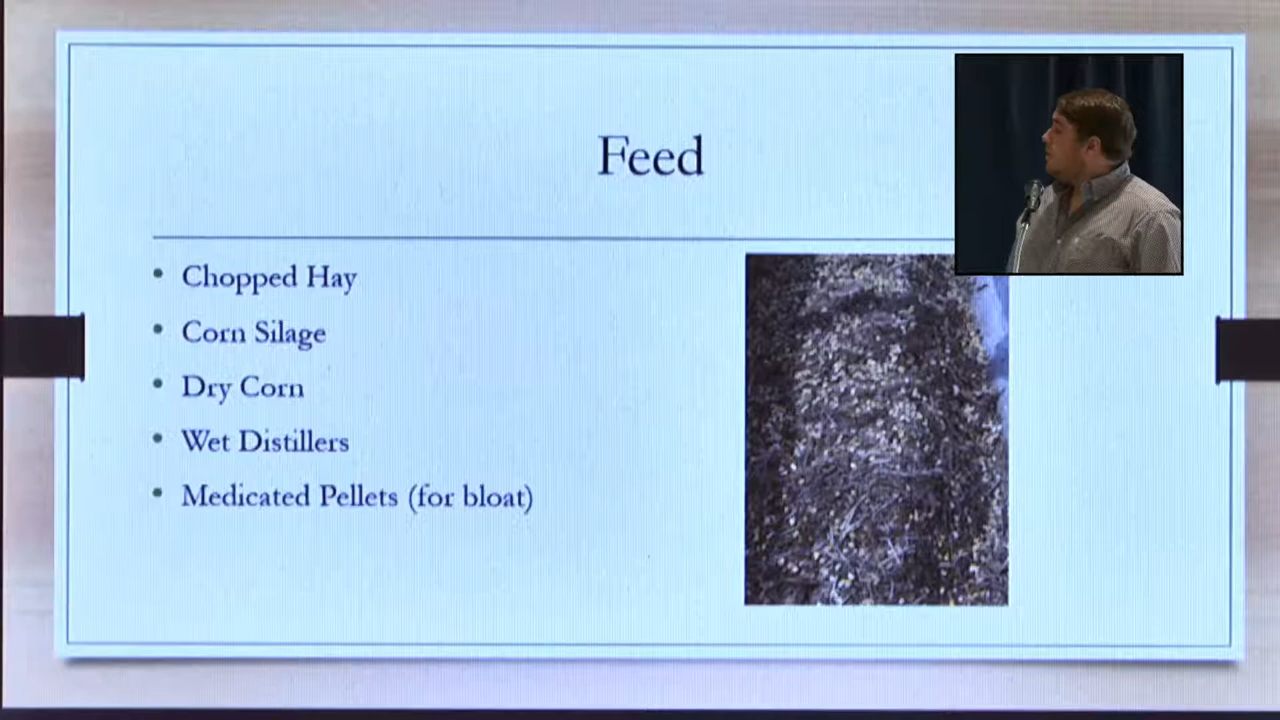 Feed
• Chopped Hay
• Corn Silage
• Dry Corn
• Wet Distillers
• Medicated Pellets (for bloat)